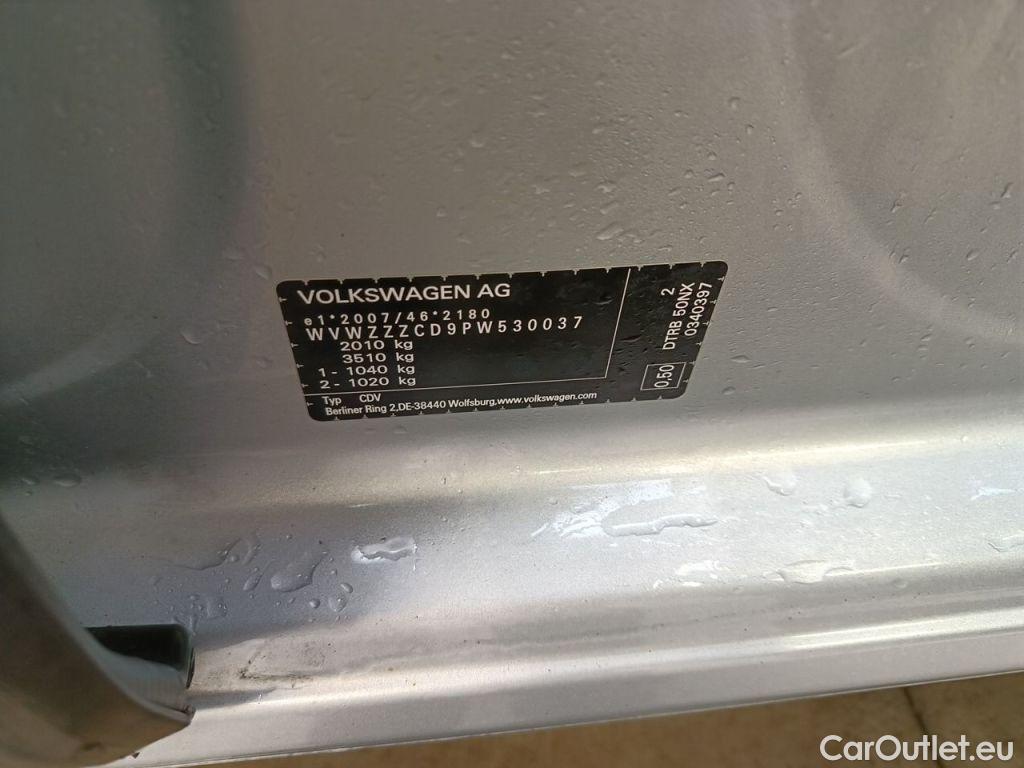 VOLKSWAGEN AG
e1*2007/46*2180
WVWZZZCD9PW530037
2010 kg
3510 kg
1 - 1040 kg
2 - 1020 kg
Typ CDV
Berliner Ring 2,DE-38440 Wolfsburg,www.volkswagen.com
2
DTRB 50NX
0340397
0,50
CarOutlet.eu